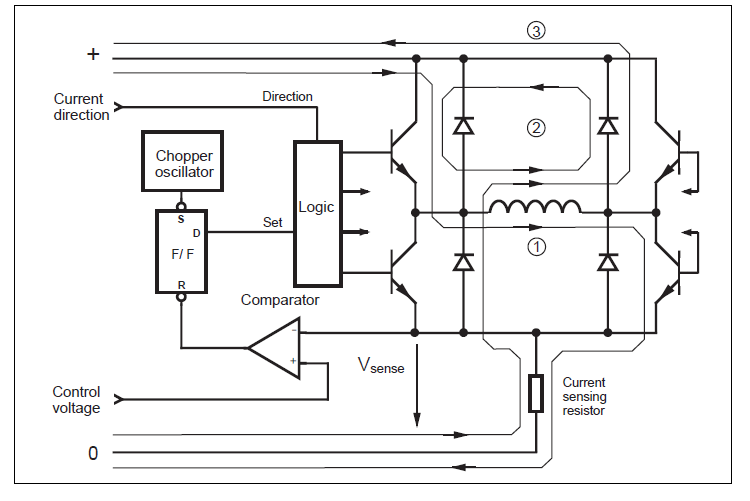 ③
+
Current
direction
Direction
Chopper
oscillator
②
S
D
F/ F
R
Set
Logic
①
Comparator
-
+
Vsense
Control
voltage
Current
sensing
resistor
0